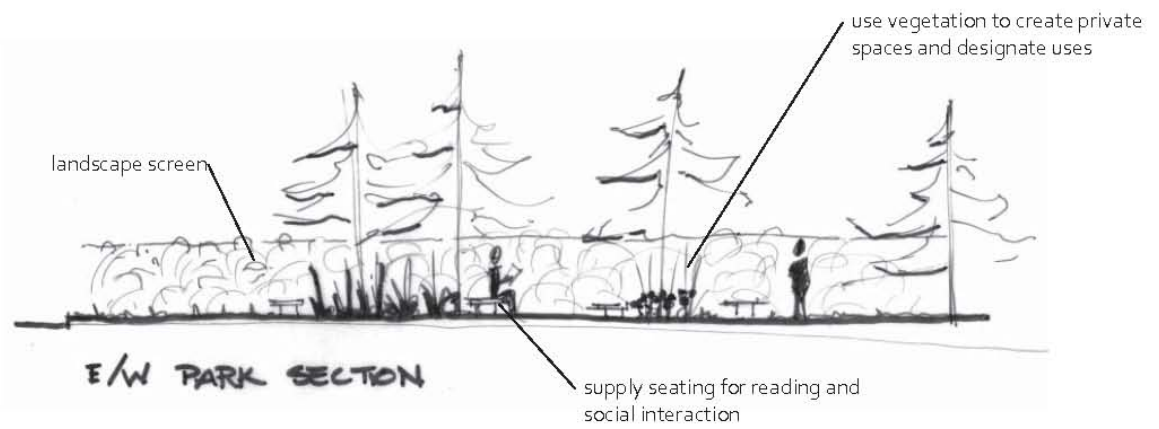 use vegetation to create private
spaces and designate uses
landscape screen
E/W PARK SECTION
supply seating for reading and
social interaction